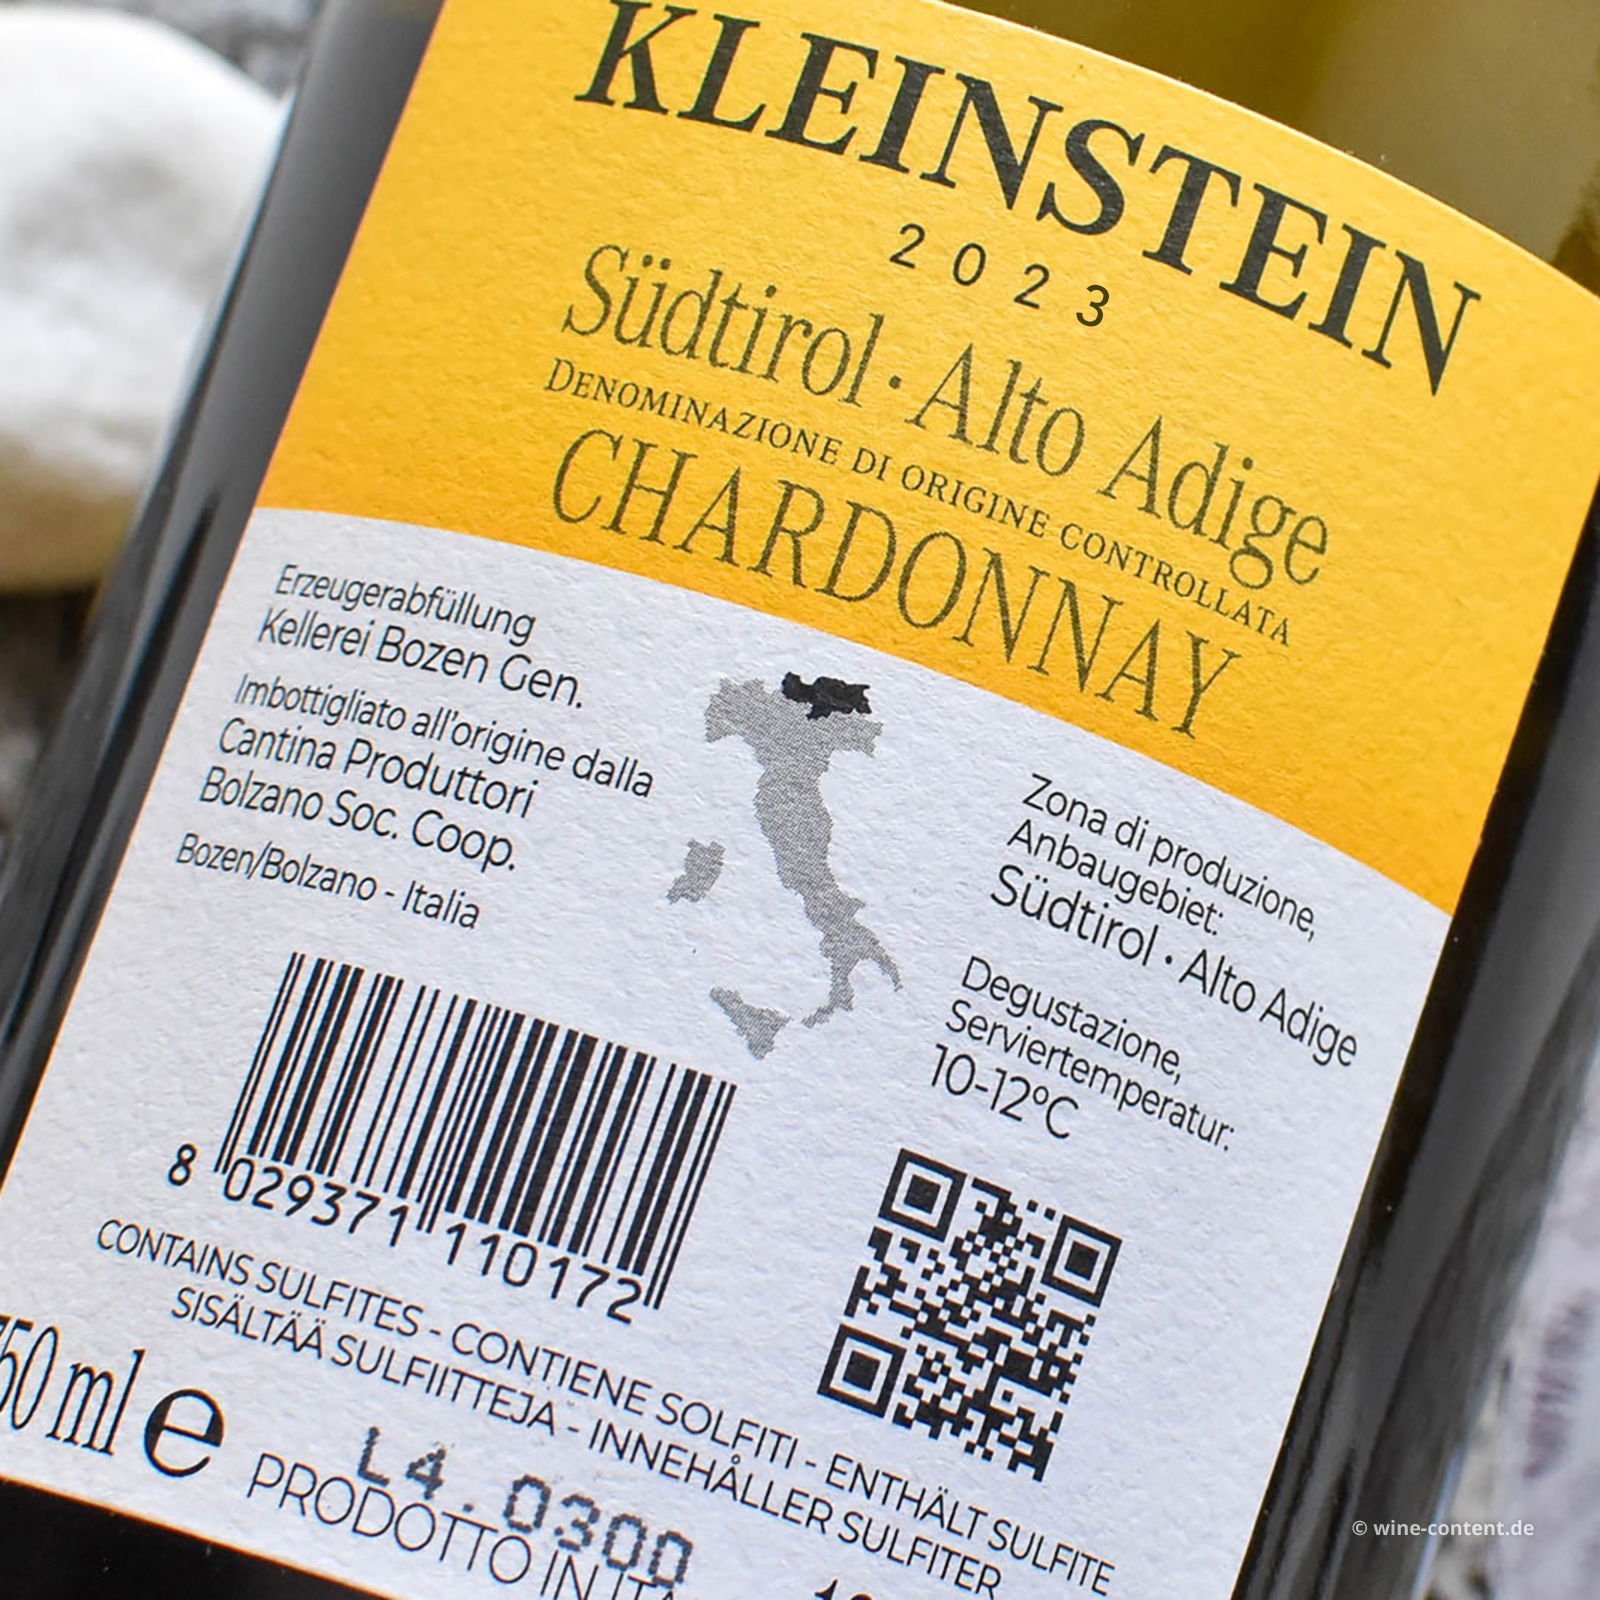 KLEINSTEIN
2023
Südtirol · Alto Adige
DENOMINAZIONE DI ORIGINE CONTROLLATA
CHARDONNAY
Erzeugerabfüllung
Kellerei Bozen Gen.
Imbottigliato all'origine dalla
Cantina Produttori
Bolzano Soc. Coop.
Bozen/Bolzano - Italia
Zona di produzione,
Anbaugebiet:
Südtirol · Alto Adige
Degustazione,
Serviertemperatur:
10-12°C
8 029371 110172
CONTAINS SULFITES - CONTIENE SOLFITI - ENTHÄLT SULFITE
SISÄLTÄÄ SULFIITTEJA - INNEHÅLLER SULFITER
750 ml e
L4.0300
PRODOTTO IN
© wine-content.de